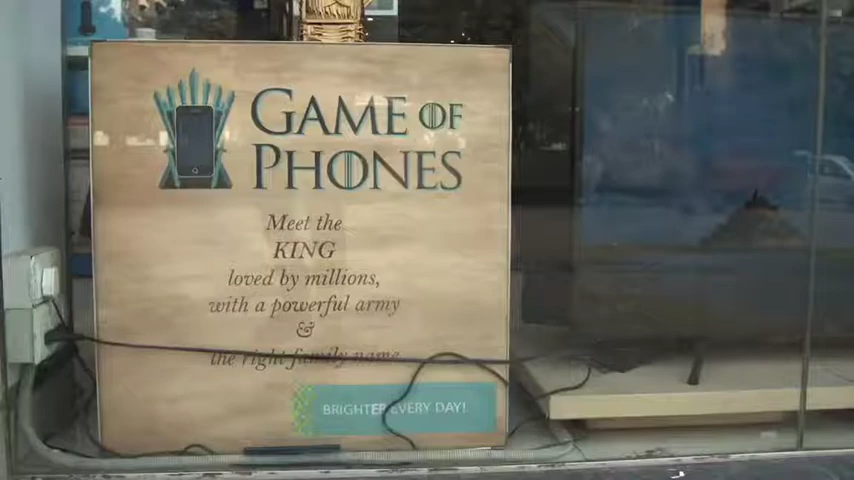 GAME OF
PHONES
Meet the
KING
loved by millions,
with a powerful army
&
the right family name
BRIGHTER EVERY DAY!